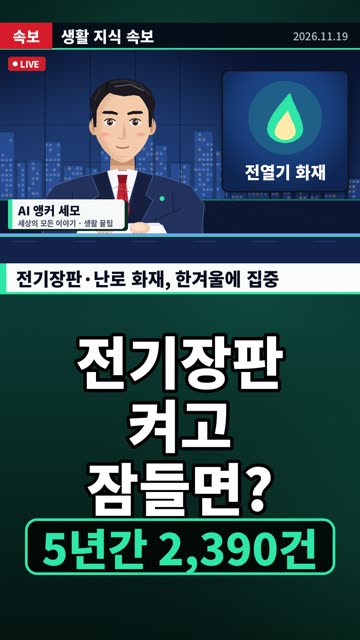 속보 생활 지식 속보 2026.11.19
LIVE
전열기 화재
AI 앵커 세모
세상의 모든 이야기 · 생활 꿀팁
전기장판·난로 화재, 한겨울에 집중
전기장판
켜고
잠들면?
5년간 2,390건